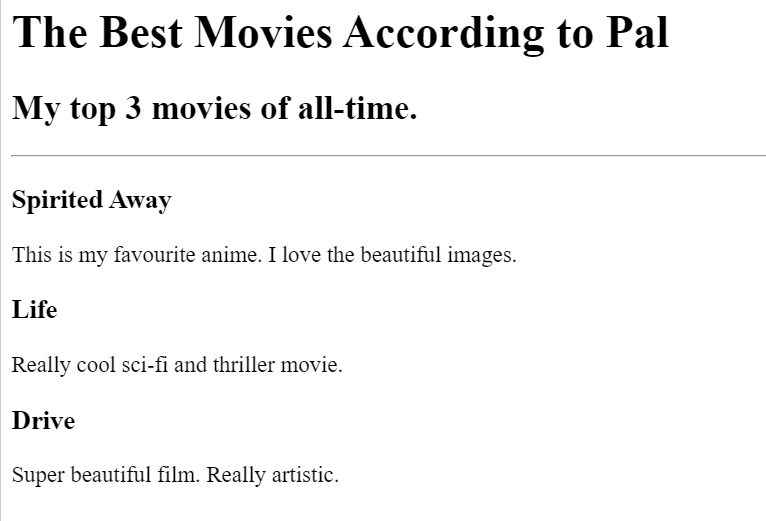 The Best Movies According to Pal
My top 3 movies of all-time.
Spirited Away
This is my favourite anime. I love the beautiful images.
Life
Really cool sci-fi and thriller movie.
Drive
Super beautiful film. Really artistic.